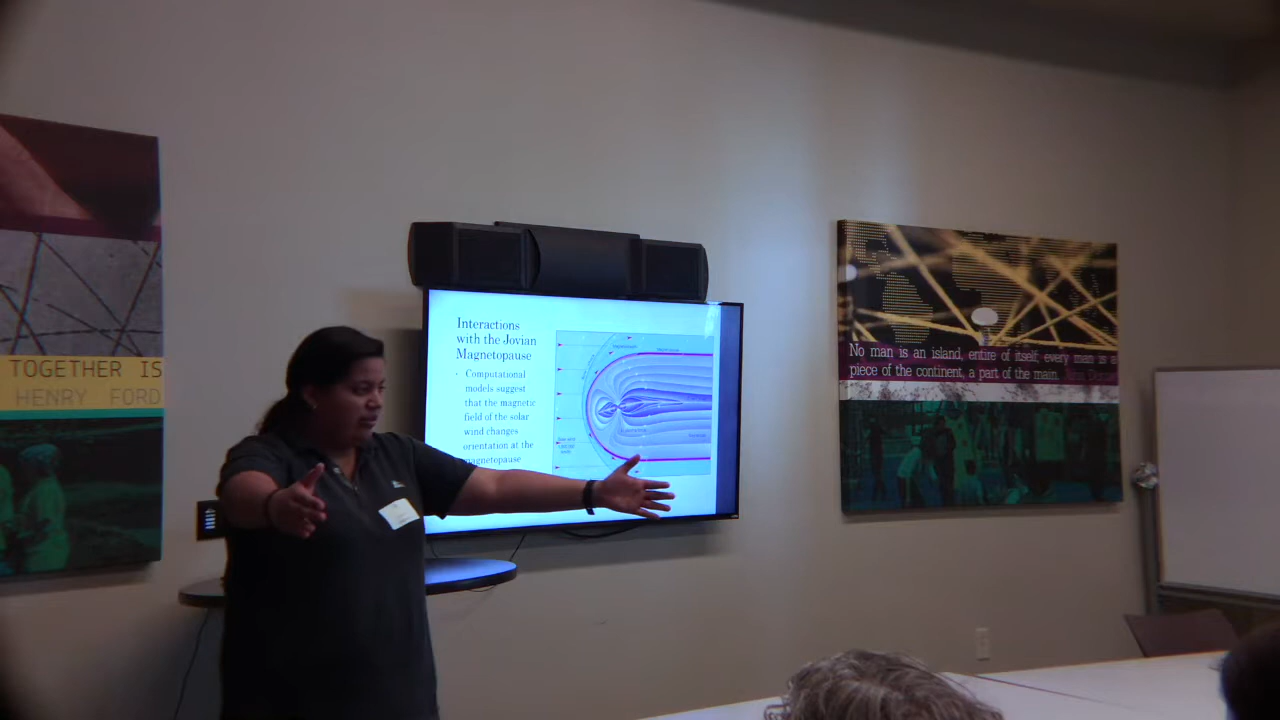 TOGETHER IS
HENRY FORD
Interactions
with the Jovian
Magnetopause
• Computational
models suggest
that the magnetic
field of the solar
wind changes
orientation at the
magnetopause
No man is an island, entire of itself, every man is a
piece of the continent, a part of the main.